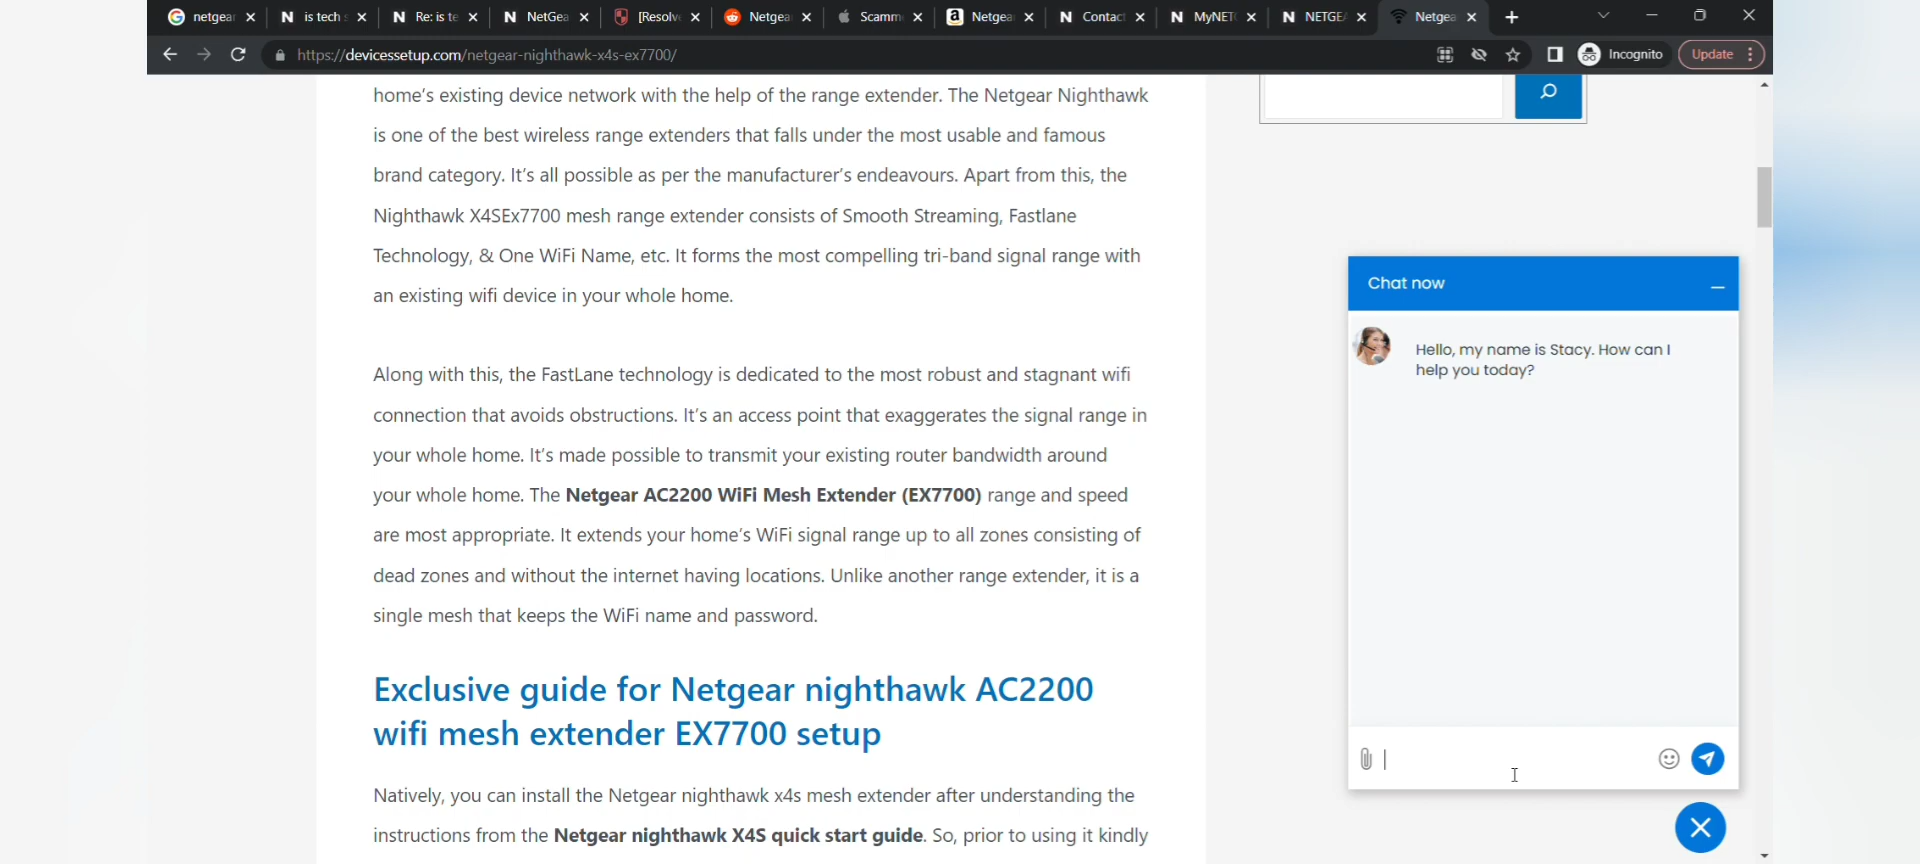 netgear
is tech
Re: is te
NetGea
[Resolv
Netgea
Scamm
Netgea
Contac
MyNET
NETGE
Netgea
https://devicessetup.com/netgear-nighthawk-x4s-ex7700/
Incognito
Update
home's existing device network with the help of the range extender. The Netgear Nighthawk
is one of the best wireless range extenders that falls under the most usable and famous
brand category. It's all possible as per the manufacturer's endeavours. Apart from this, the
Nighthawk X4SEx7700 mesh range extender consists of Smooth Streaming, Fastlane
Technology, & One WiFi Name, etc. It forms the most compelling tri-band signal range with
an existing wifi device in your whole home.
Along with this, the FastLane technology is dedicated to the most robust and stagnant wifi
connection that avoids obstructions. It's an access point that exaggerates the signal range in
your whole home. It's made possible to transmit your existing router bandwidth around
your whole home. The Netgear AC2200 WiFi Mesh Extender (EX7700) range and speed
are most appropriate. It extends your home's WiFi signal range up to all zones consisting of
dead zones and without the internet having locations. Unlike another range extender, it is a
single mesh that keeps the WiFi name and password.
Exclusive guide for Netgear nighthawk AC2200
wifi mesh extender EX7700 setup
Natively, you can install the Netgear nighthawk x4s mesh extender after understanding the
instructions from the Netgear nighthawk X4S quick start guide. So, prior to using it kindly
Chat now
Hello, my name is Stacy. How can I
help you today?